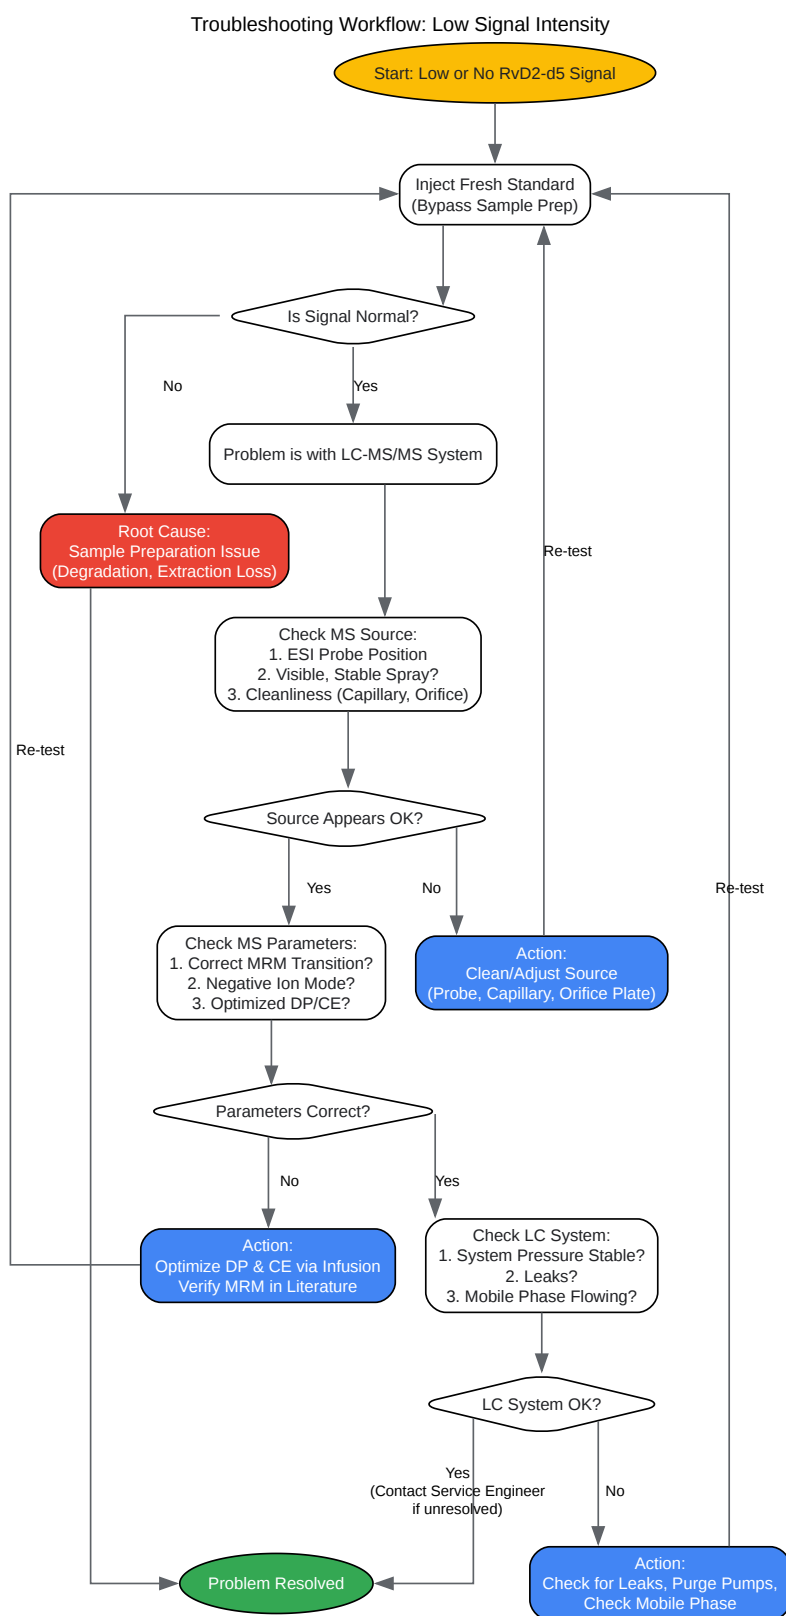 Troubleshooting Workflow: Low Signal Intensity
Start: Low or No RvD2-d5 Signal
Inject Fresh Standard
(Bypass Sample Prep)
Is Signal Normal?
No
Yes
Problem is with LC-MS/MS System
Root Cause:
Sample Preparation Issue
(Degradation, Extraction Loss)
Re-test
Check MS Source:
1. ESI Probe Position
2. Visible, Stable Spray?
3. Cleanliness (Capillary, Orifice)
Re-test
Source Appears OK?
Yes
No
Re-test
Check MS Parameters:
1. Correct MRM Transition?
2. Negative Ion Mode?
3. Optimized DP/CE?
Action:
Clean/Adjust Source
(Probe, Capillary, Orifice Plate)
Parameters Correct?
No
Yes
Action:
Optimize DP & CE via Infusion
Verify MRM in Literature
Check LC System:
1. System Pressure Stable?
2. Leaks?
3. Mobile Phase Flowing?
LC System OK?
Yes
(Contact Service Engineer
if unresolved)
No
Problem Resolved
Action:
Check for Leaks, Purge Pumps,
Check Mobile Phase